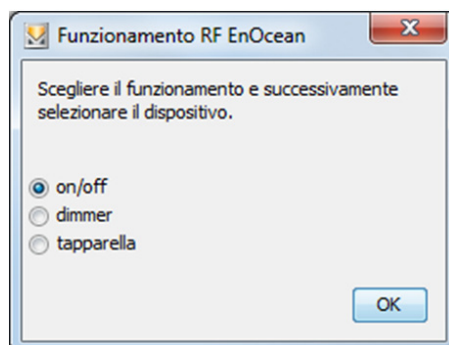 Funzionamento RF EnOcean
Scegliere il funzionamento e successivamente
selezionare il dispositivo.
on/off
dimmer
tapparella
OK